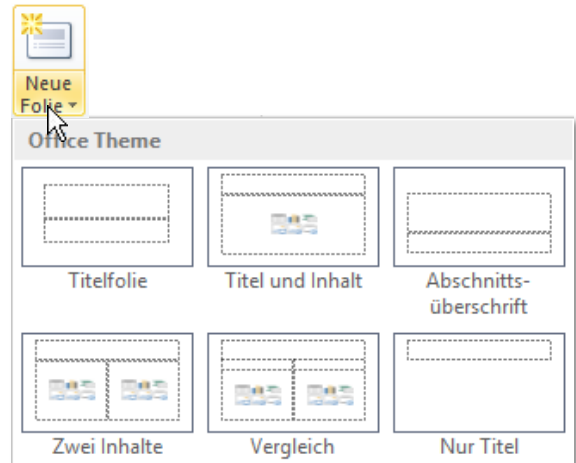 Neue
Folie
Office Theme
Titelfolie
Titel und Inhalt
Abschnitts-
überschrift
Zwei Inhalte
Vergleich
Nur Titel